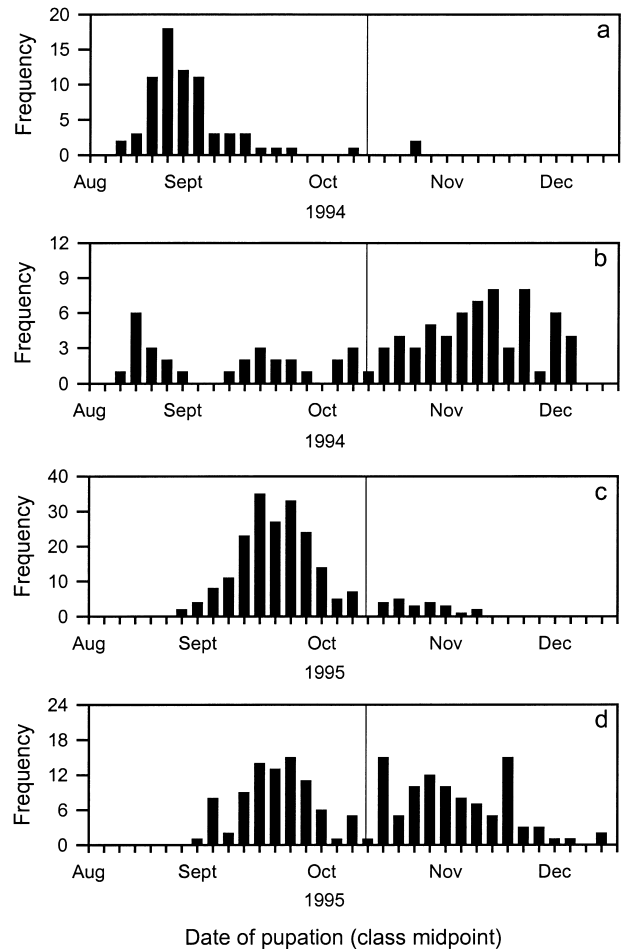 a
Frequency
20
15
10
5
0
Aug Sept Oct Nov Dec
1994
b
Frequency
12
9
6
3
0
Aug Sept Oct Nov Dec
1994
c
Frequency
40
30
20
10
0
Aug Sept Oct Nov Dec
1995
d
Frequency
24
18
12
6
0
Aug Sept Oct Nov Dec
1995
Date of pupation (class midpoint)